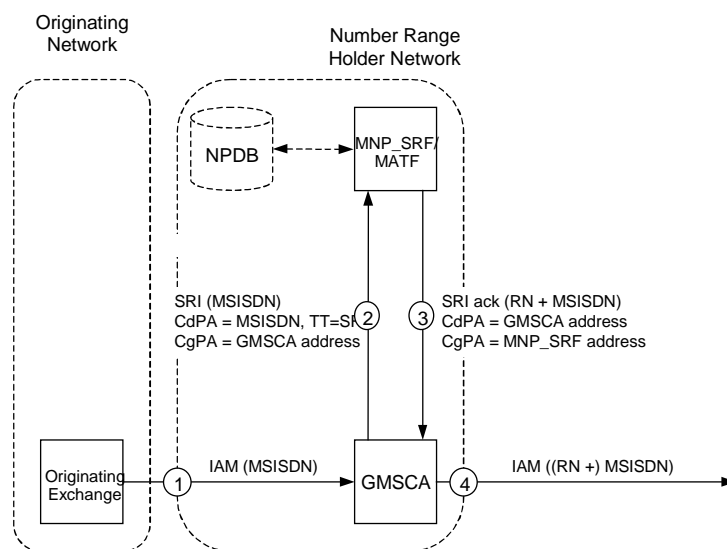 Originating
Network
Number Range
Holder Network
NPDB
MNP_SRF/
MATF
SRI (MSISDN)
CdPA = MSISDN, TT=
CgPA = GMSCA address
2
3
SRI ack (RN + MSISDN)
CdPA = GMSCA address
CgPA = MNP_SRF address
Originating
Exchange
1
IAM (MSISDN)
GMSCA
4
IAM ((RN +) MSISDN)